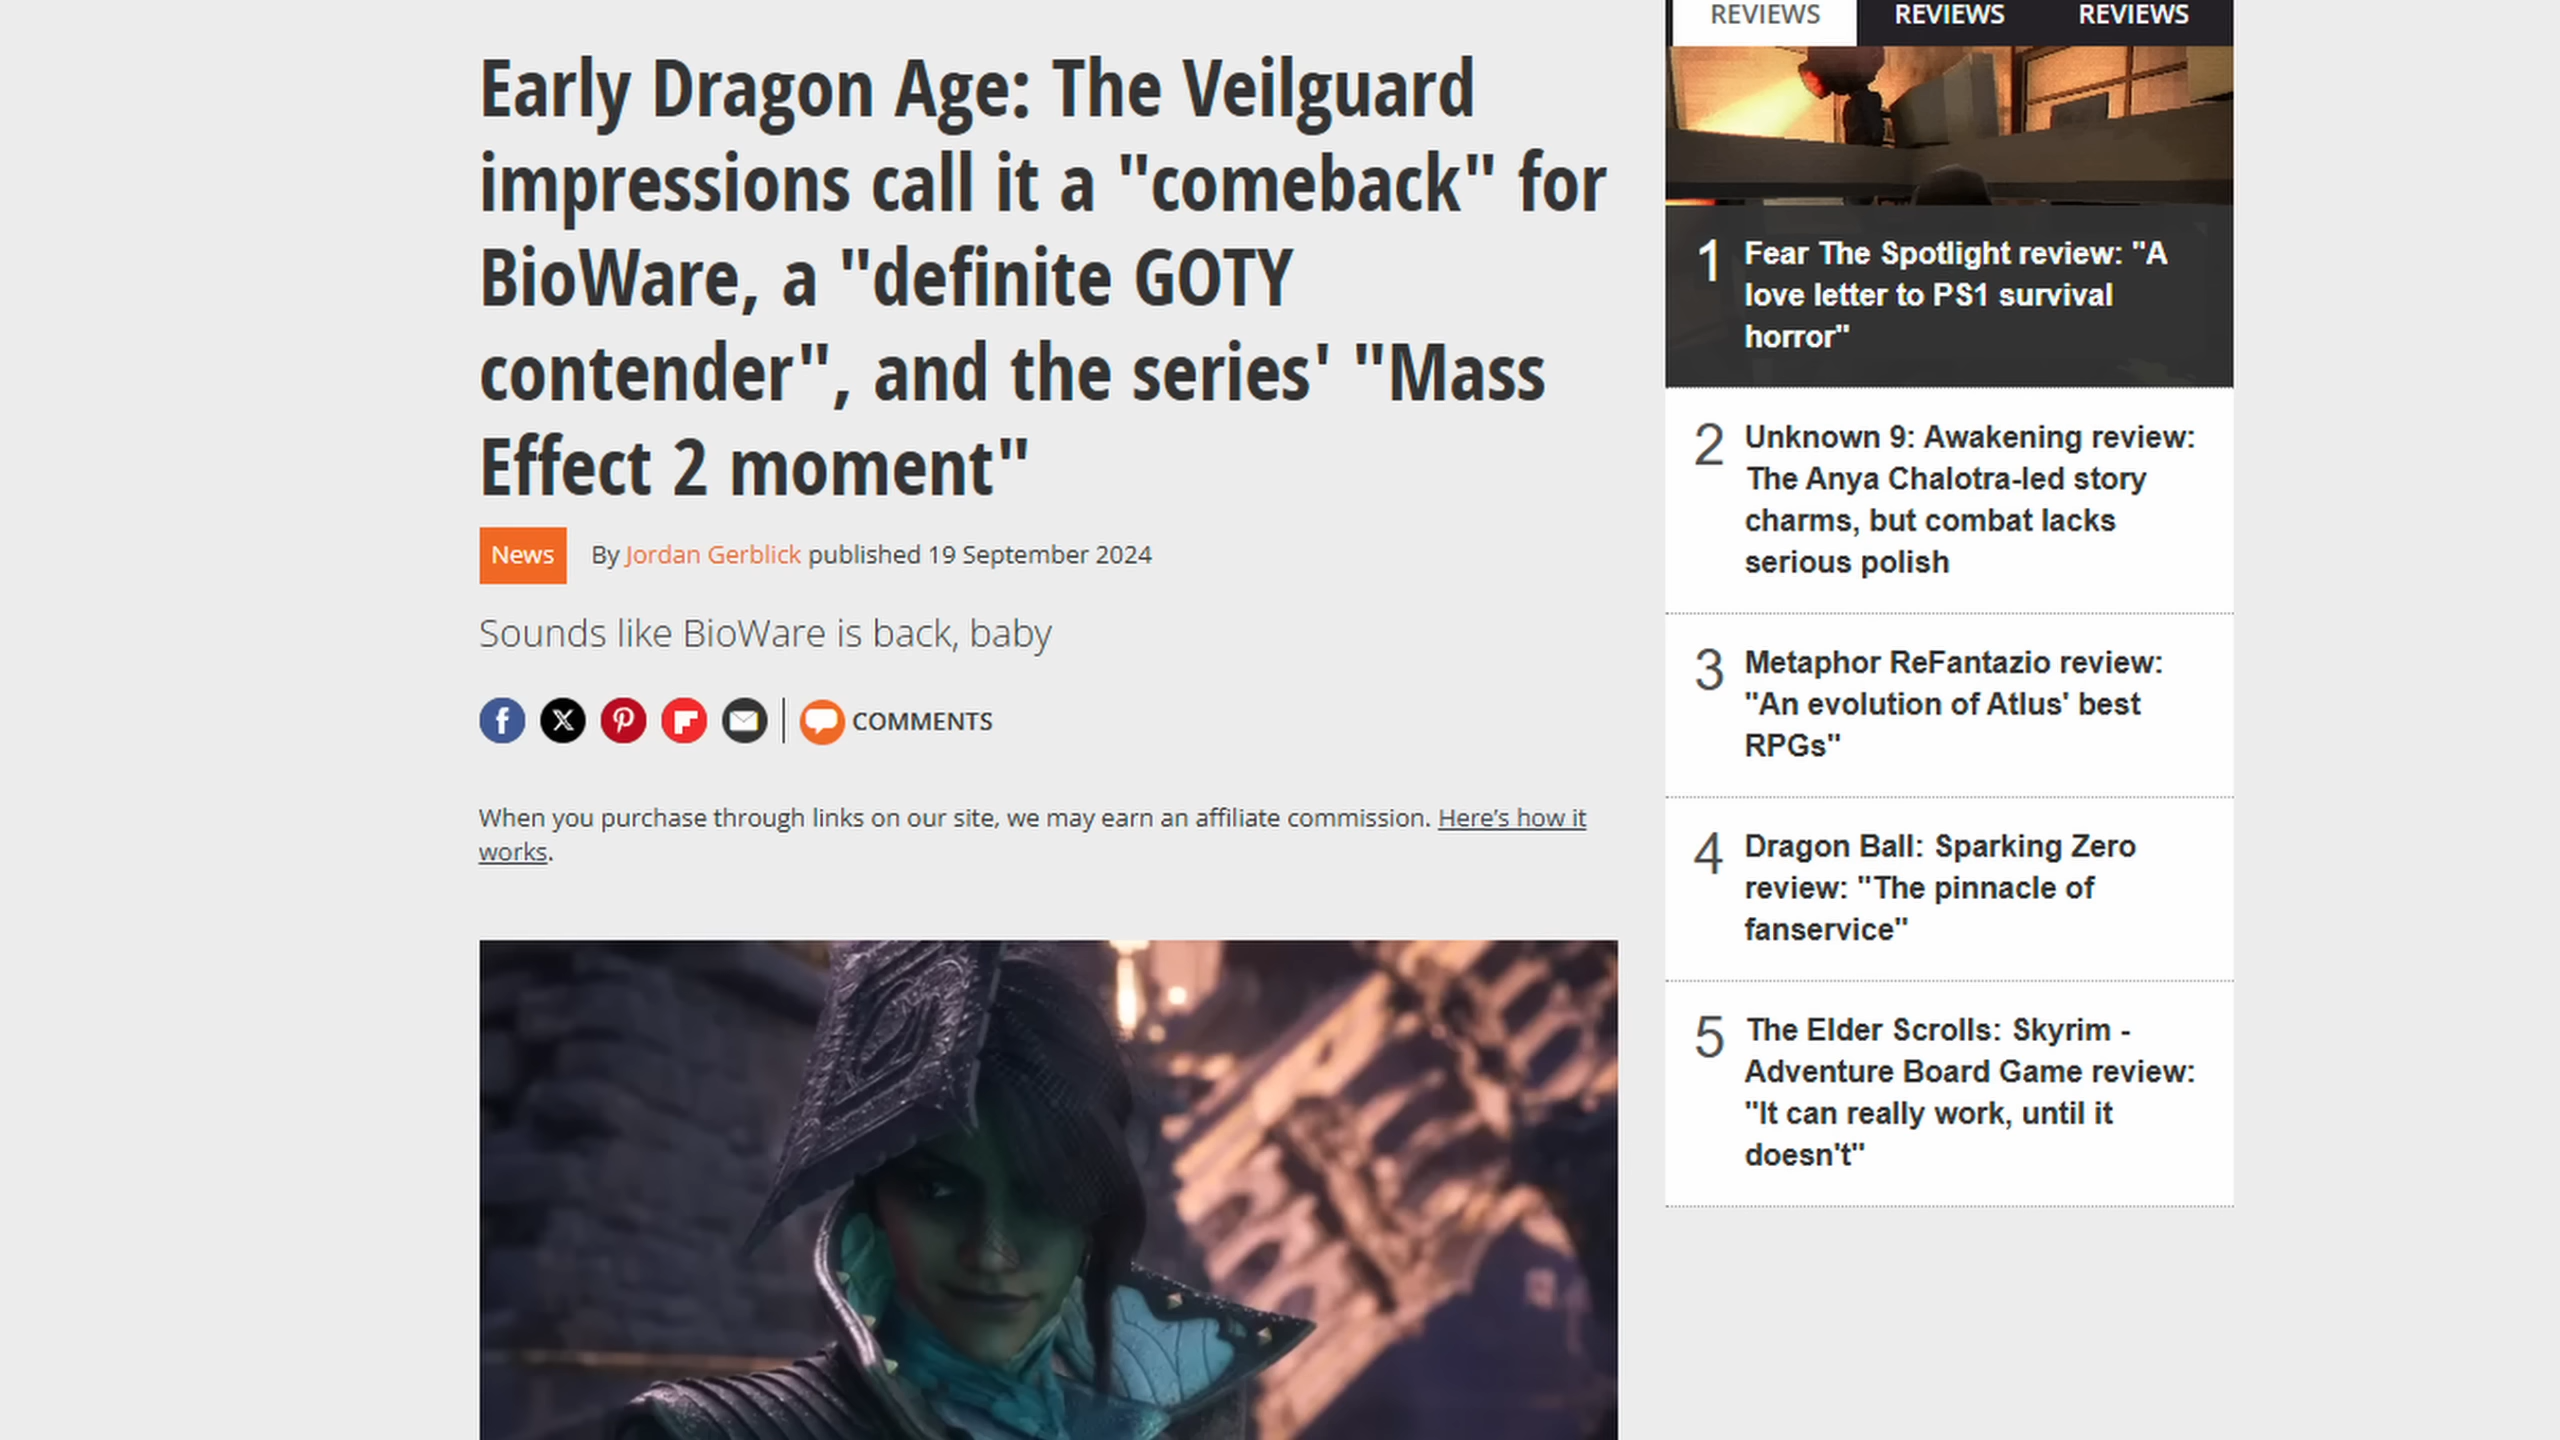 REVIEWS REVIEWS REVIEWS
Early Dragon Age: The Veilguard
impressions call it a "comeback" for
BioWare, a "definite GOTY
contender", and the series' "Mass
Effect 2 moment"
News By Jordan Gerblick published 19 September 2024
Sounds like BioWare is back, baby
COMMENTS
When you purchase through links on our site, we may earn an affiliate commission. Here’s how it
works.
1 Fear The Spotlight review: "A
love letter to PS1 survival
horror"
2 Unknown 9: Awakening review:
The Anya Chalotra-led story
charms, but combat lacks
serious polish
3 Metaphor ReFantazio review:
"An evolution of Atlus' best
RPGs"
4 Dragon Ball: Sparking Zero
review: "The pinnacle of
fanservice"
5 The Elder Scrolls: Skyrim -
Adventure Board Game review:
"It can really work, until it
doesn't"